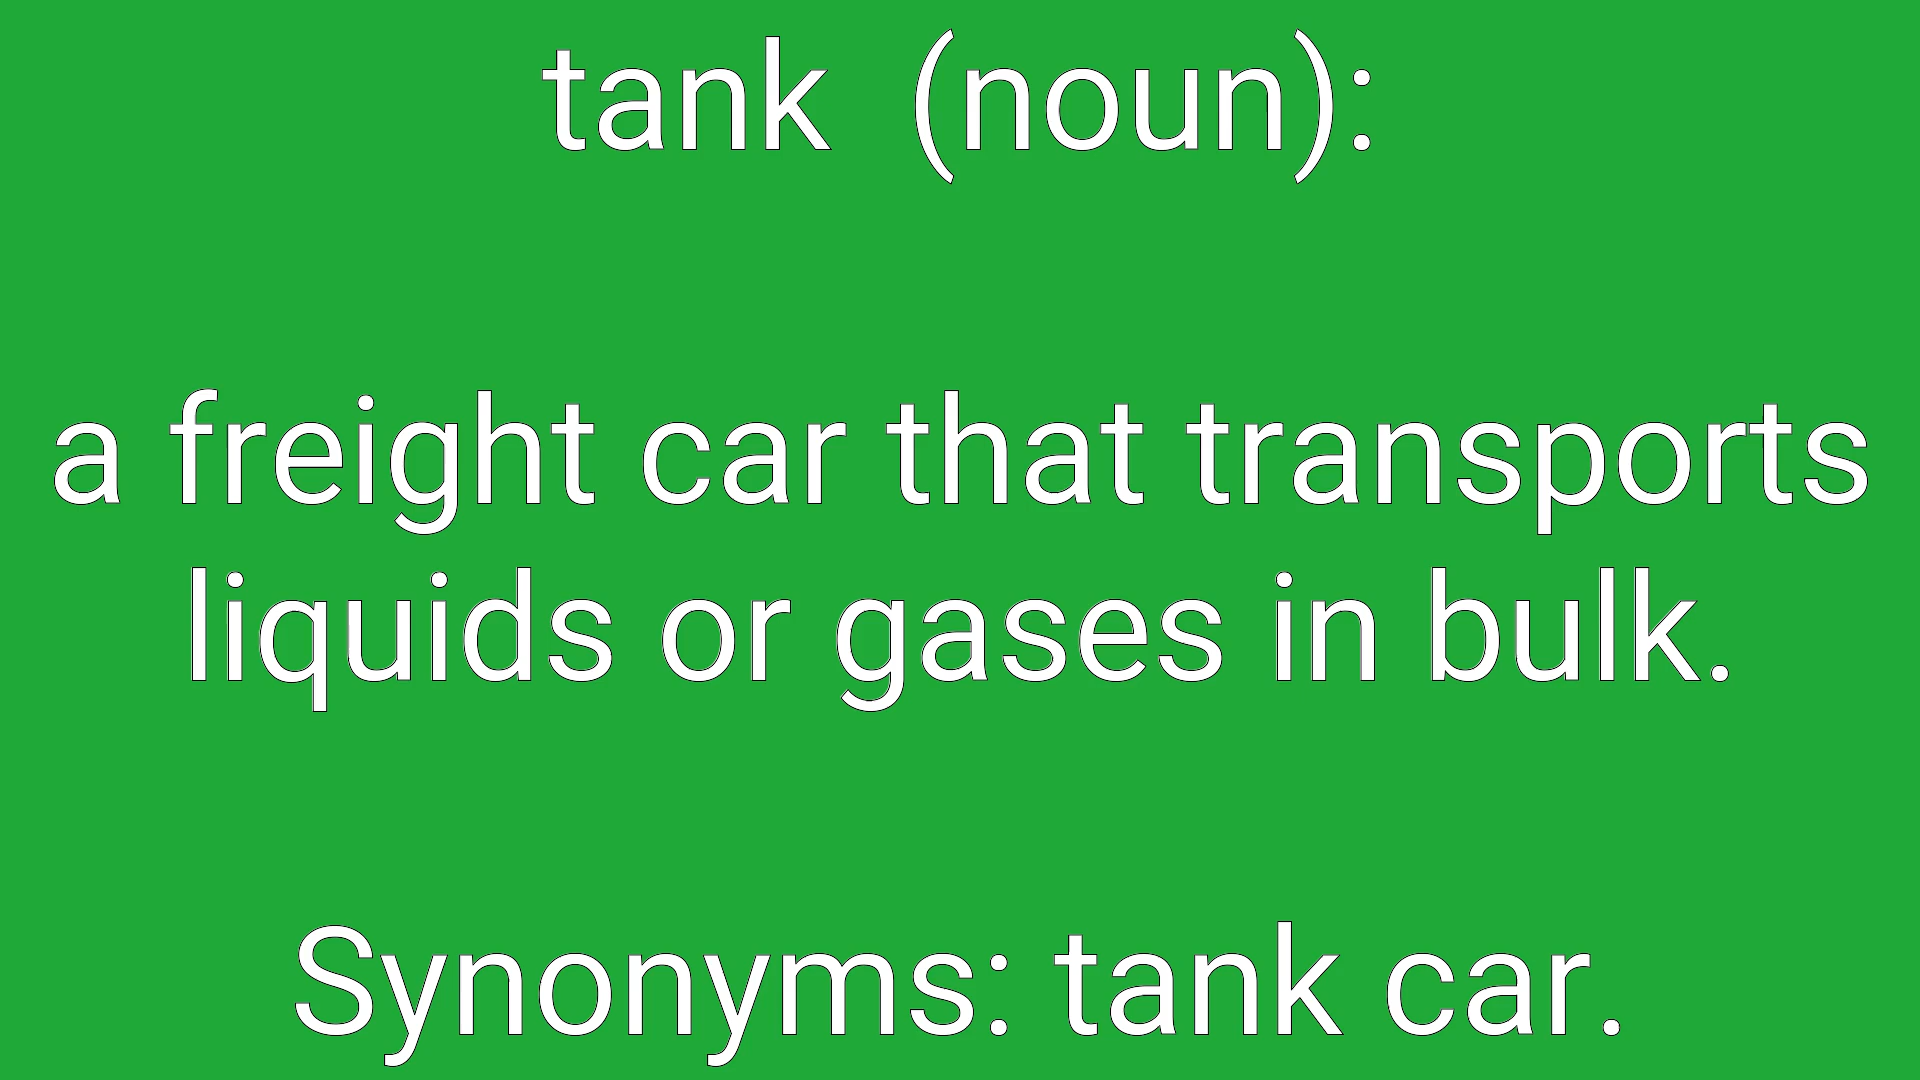 tank (noun):
a freight car that transports
liquids or gases in bulk.
Synonyms: tank car.